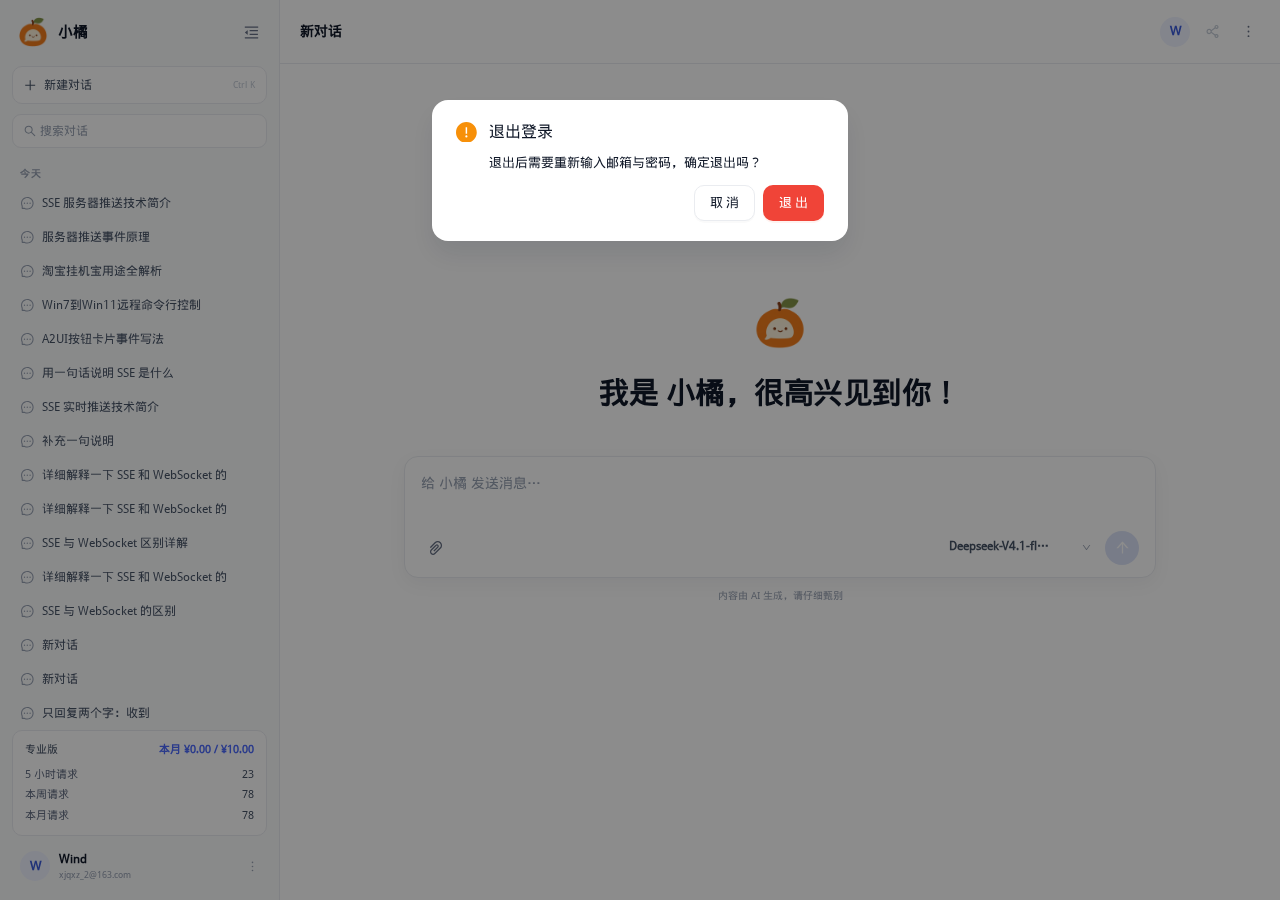 小橘
新建对话
Ctrl K
搜索对话
今天
SSE 服务器推送技术简介
服务器推送事件原理
淘宝挂机宝用途全解析
Win7到Win11远程命令行控制
A2UI按钮卡片事件写法
用一句话说明 SSE 是什么
SSE 实时推送技术简介
补充一句说明
详细解释一下 SSE 和 WebSocket 的
详细解释一下 SSE 和 WebSocket 的
SSE 与 WebSocket 区别详解
详细解释一下 SSE 和 WebSocket 的
SSE 与 WebSocket 的区别
新对话
新对话
只回复两个字：收到
专业版
本月 ¥0.00 / ¥10.00
5 小时请求
23
本周请求
78
本月请求
78
W
Wind
xjqxz_2@163.com
新对话
W
退出登录
退出后需要重新输入邮箱与密码，确定退出吗？
取 消
退 出
我是 小橘，很高兴见到你！
给 小橘 发送消息…
Deepseek-V4.1-fl…
内容由 AI 生成，请仔细甄别